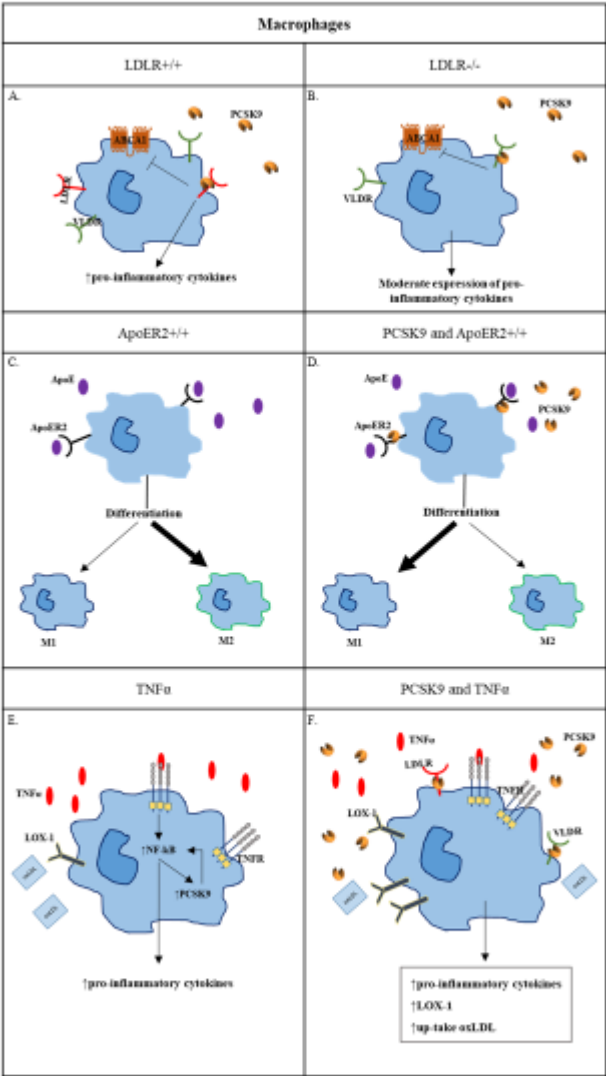 Macrophages
LDLR+/+
LDLR-/-
A.
PCSK9
ABCA1
LDLR
VLDR
↑pro-inflammatory cytokines
B.
PCSK9
ABCA1
VLDR
Moderate expression of pro-
inflammatory cytokines
ApoER2+/+
PCSK9 and ApoER2+/+
C.
ApoE
ApoER2
Differentiation
M1
M2
D.
ApoE
PCSK9
ApoER2
Differentiation
M1
M2
TNFα
PCSK9 and TNFα
E.
TNFα
LOX-1
↑NF-kB
TNFR
↑PCSK9
↑pro-inflammatory cytokines
F.
TNFα
PCSK9
LDLR
TNFR
LOX-1
VLDR
↑pro-inflammatory cytokines
↑LOX-1
↑up-take oxLDL